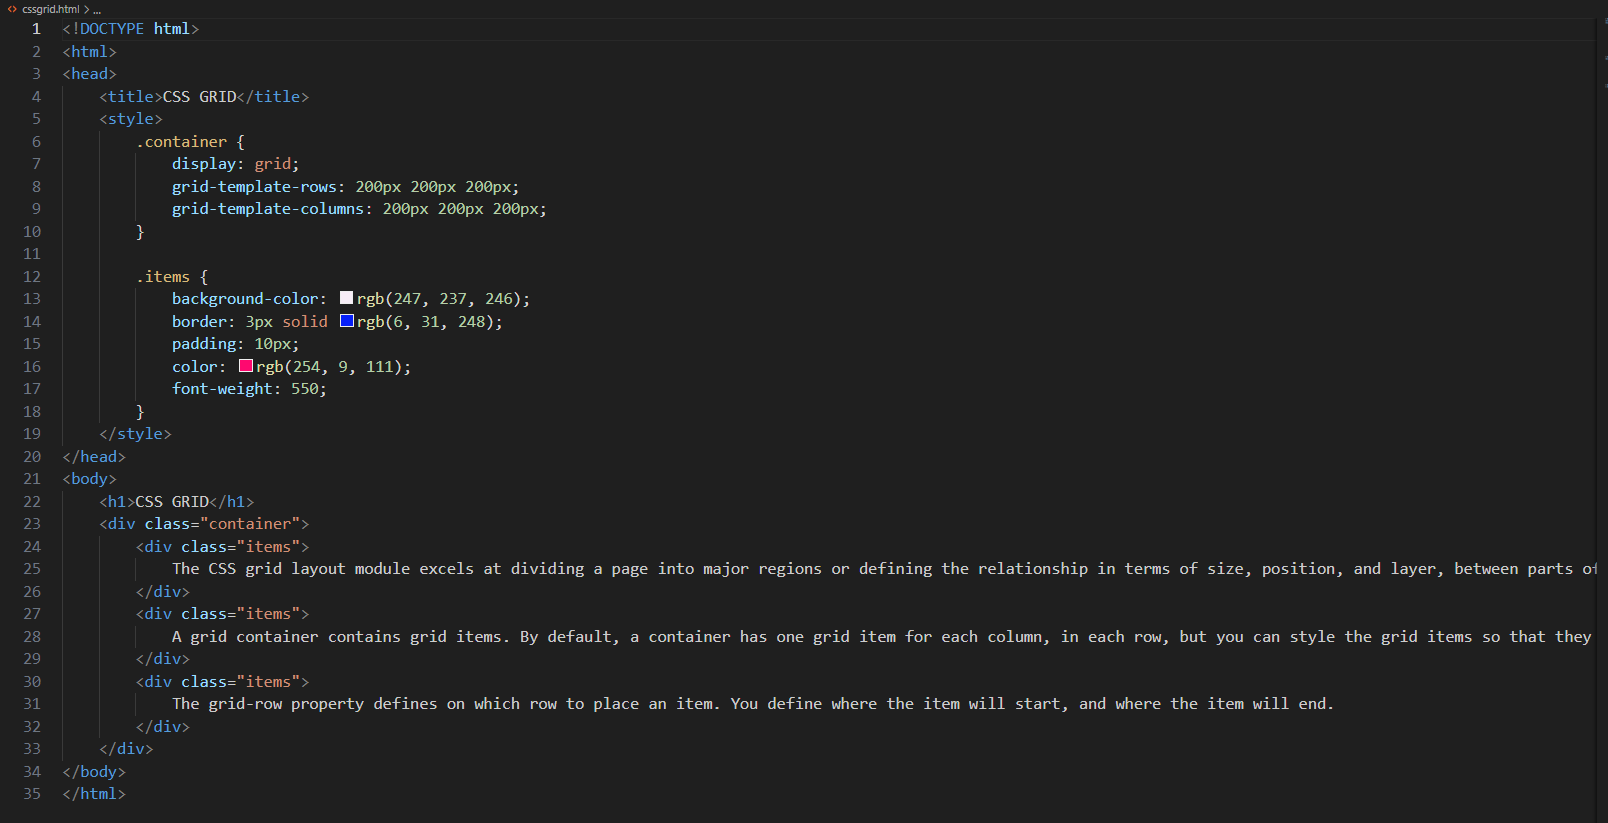 cssgrid.html > ...
1 <!DOCTYPE html>
2 <html>
3 <head>
4 <title>CSS GRID</title>
5 <style>
6 .container {
7 display: grid;
8 grid-template-rows: 200px 200px 200px;
9 grid-template-columns: 200px 200px 200px;
10 }
11
12 .items {
13 background-color: rgb(247, 237, 246);
14 border: 3px solid rgb(6, 31, 248);
15 padding: 10px;
16 color: rgb(254, 9, 111);
17 font-weight: 550;
18 }
19 </style>
20 </head>
21 <body>
22 <h1>CSS GRID</h1>
23 <div class="container">
24 <div class="items">
25 The CSS grid layout module excels at dividing a page into major regions or defining the relationship in terms of size, position, and layer, between parts of
26 </div>
27 <div class="items">
28 A grid container contains grid items. By default, a container has one grid item for each column, in each row, but you can style the grid items so that they
29 </div>
30 <div class="items">
31 The grid-row property defines on which row to place an item. You define where the item will start, and where the item will end.
32 </div>
33 </div>
34 </body>
35 </html>